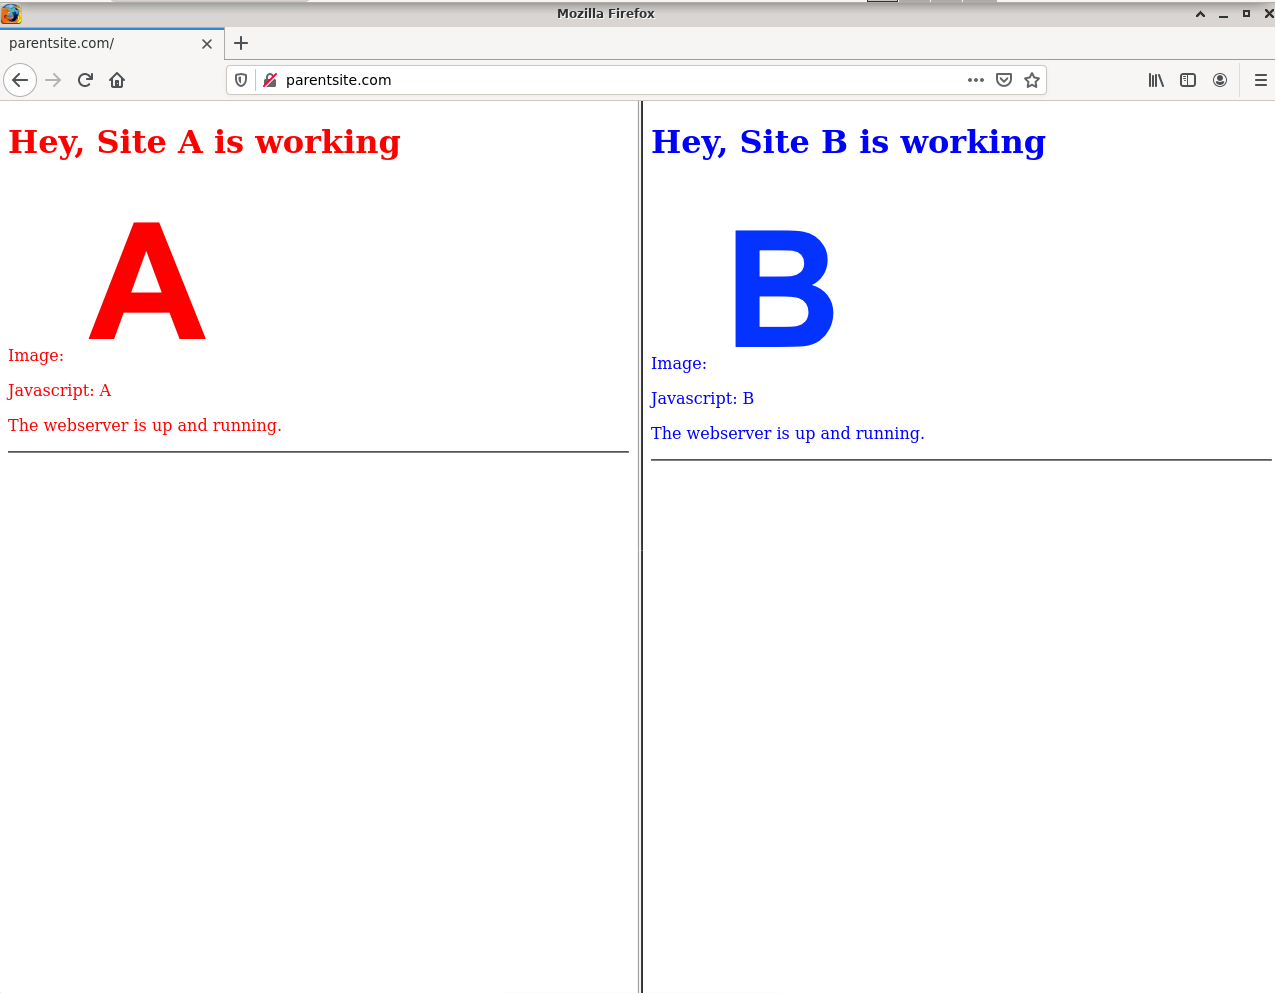 Mozilla Firefox
parentsite.com/
parentsite.com
Hey, Site A is working
A
Image:
Javascript: A
The webserver is up and running.
Hey, Site B is working
B
Image:
Javascript: B
The webserver is up and running.